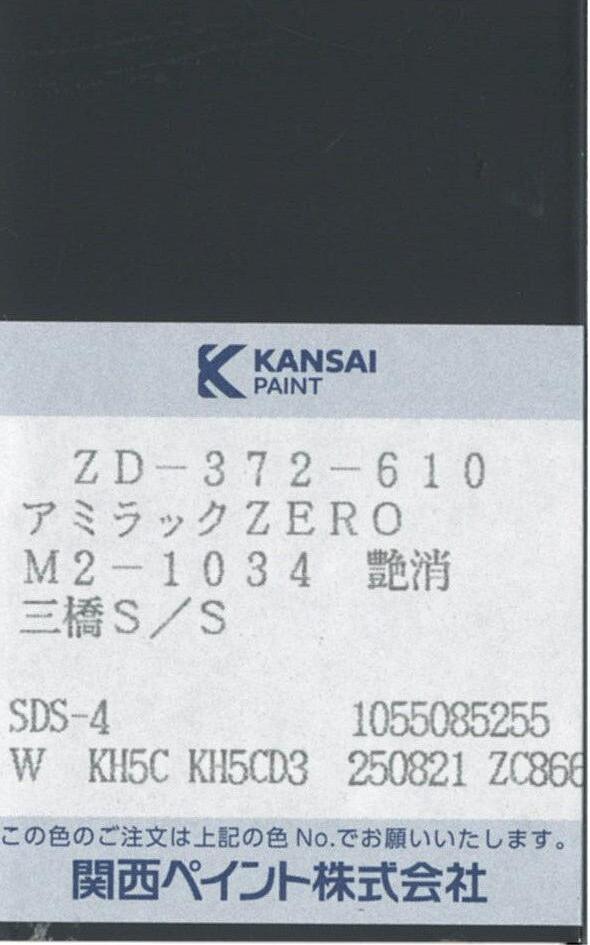 KANSAI
PAINT
ZD-372-610
アミラックZERO
M2-1034 艶消
三橋S/S
SDS-4 1055085255
W KH5C KH5CD3 250821 ZC866
この色のご注文は上記の色No.でお願いいたします。
関西ペイント株式会社